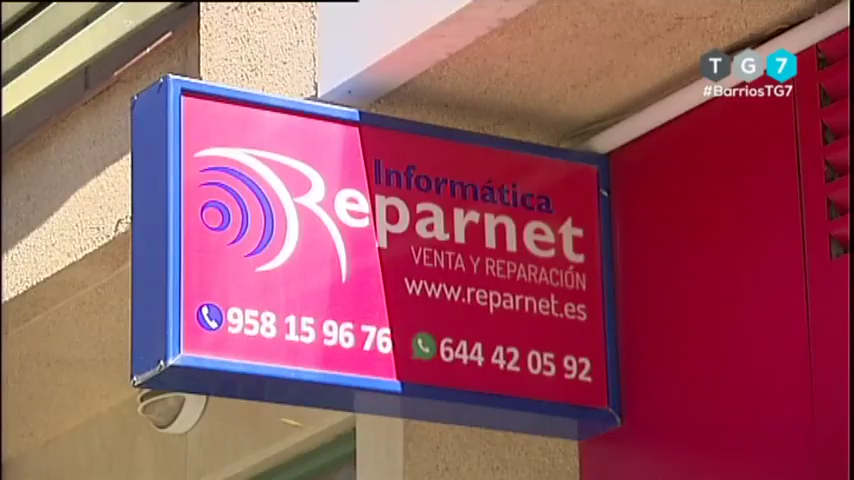 TG7
#BarriosTG7
Informática
Reparnet
VENTA Y REPARACIÓN
www.reparnet.es
958 15 96 76
644 42 05 92